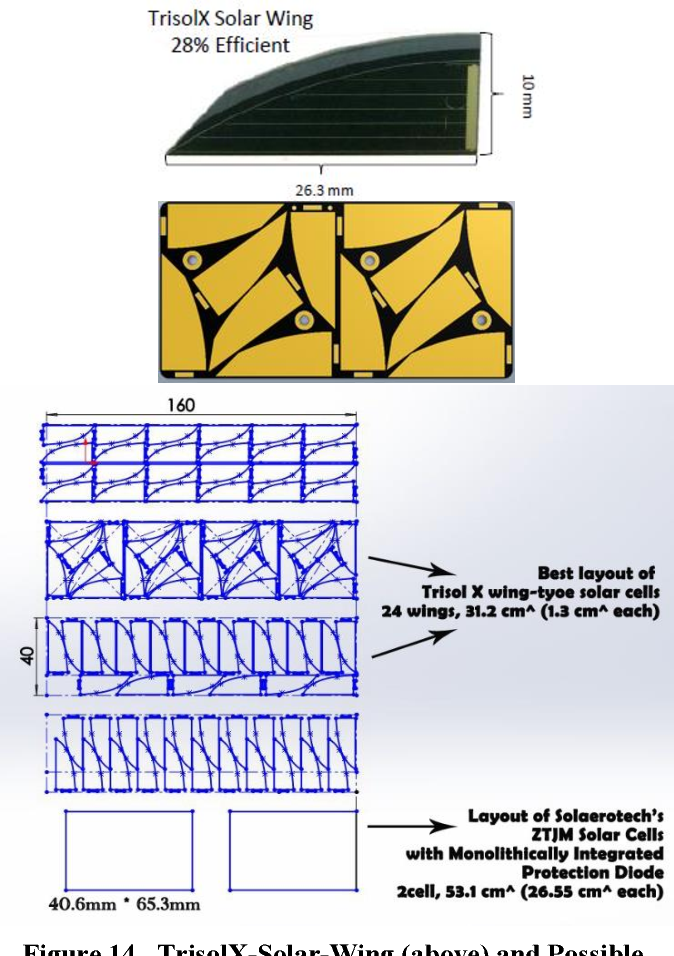 TrisolX Solar Wing
28% Efficient
10 mm
26.3 mm
160
Best layout of
Trisol X wing-tyoe solar cells
24 wings, 31.2 cm^ (1.3 cm^ each)
40
Layout of Solaerotech's
ZTJM Solar Cells
with Monolithically Integrated
Protection Diode
2cell, 53.1 cm^ (26.55 cm^ each)
40.6mm * 65.3mm
Figure 14. TrisolX-Solar-Wing (above) and Possible